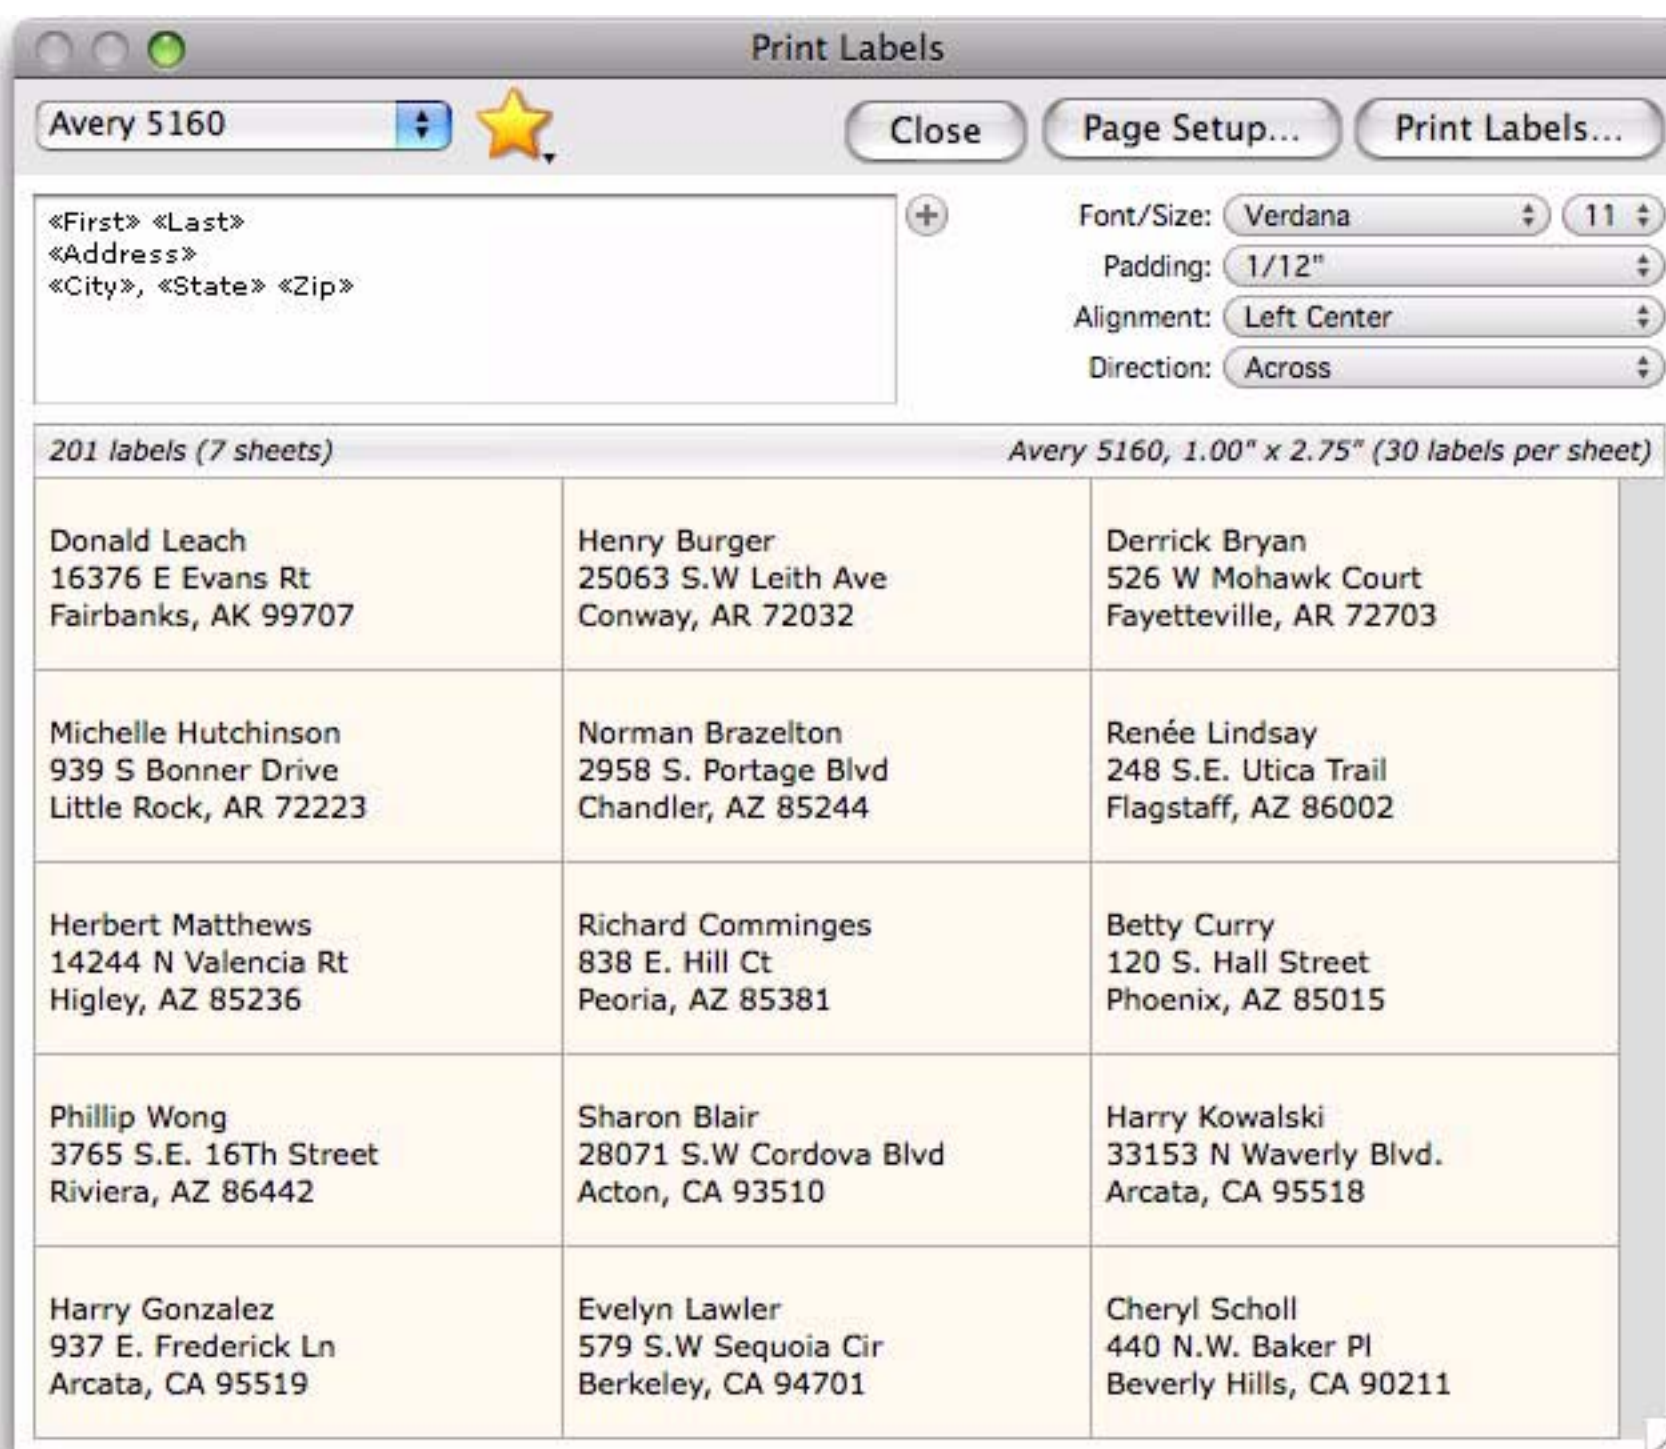 Print Labels
Avery 5160
Close
Page Setup...
Print Labels...
«First» «Last»
«Address»
«City», «State» «Zip»
Font/Size: Verdana 11
Padding: 1/12"
Alignment: Left Center
Direction: Across
201 labels (7 sheets)
Avery 5160, 1.00" x 2.75" (30 labels per sheet)
Donald Leach
16376 E Evans Rt
Fairbanks, AK 99707
Henry Burger
25063 S.W Leith Ave
Conway, AR 72032
Derrick Bryan
526 W Mohawk Court
Fayetteville, AR 72703
Michelle Hutchinson
939 S Bonner Drive
Little Rock, AR 72223
Norman Brazelton
2958 S. Portage Blvd
Chandler, AZ 85244
Renée Lindsay
248 S.E. Utica Trail
Flagstaff, AZ 86002
Herbert Matthews
14244 N Valencia Rt
Higley, AZ 85236
Richard Comminges
838 E. Hill Ct
Peoria, AZ 85381
Betty Curry
120 S. Hall Street
Phoenix, AZ 85015
Phillip Wong
3765 S.E. 16Th Street
Riviera, AZ 86442
Sharon Blair
28071 S.W Cordova Blvd
Acton, CA 93510
Harry Kowalski
33153 N Waverly Blvd.
Arcata, CA 95518
Harry Gonzalez
937 E. Frederick Ln
Arcata, CA 95519
Evelyn Lawler
579 S.W Sequoia Cir
Berkeley, CA 94701
Cheryl Scholl
440 N.W. Baker Pl
Beverly Hills, CA 90211